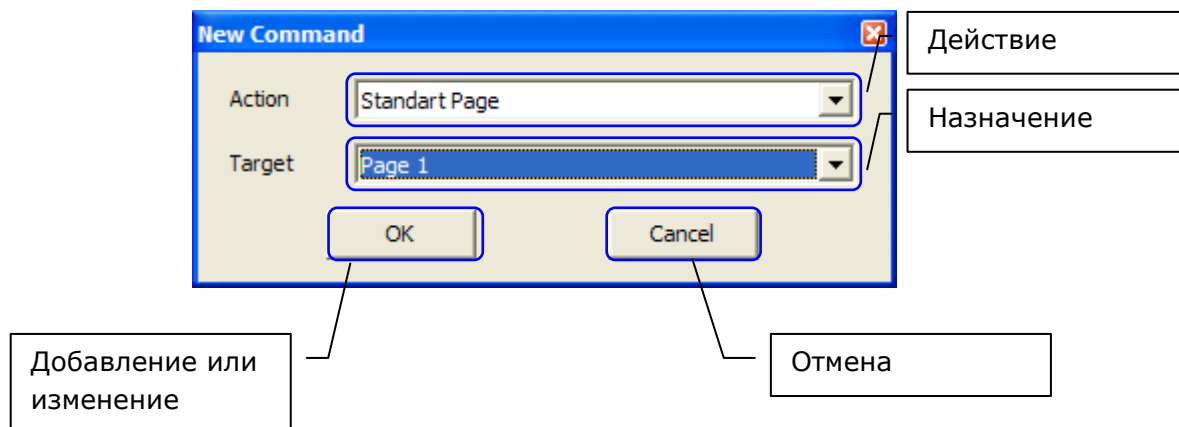 New Command
Действие
Action
Standart Page
Назначение
Target
Page 1
OK
Cancel
Добавление или
изменение
Отмена